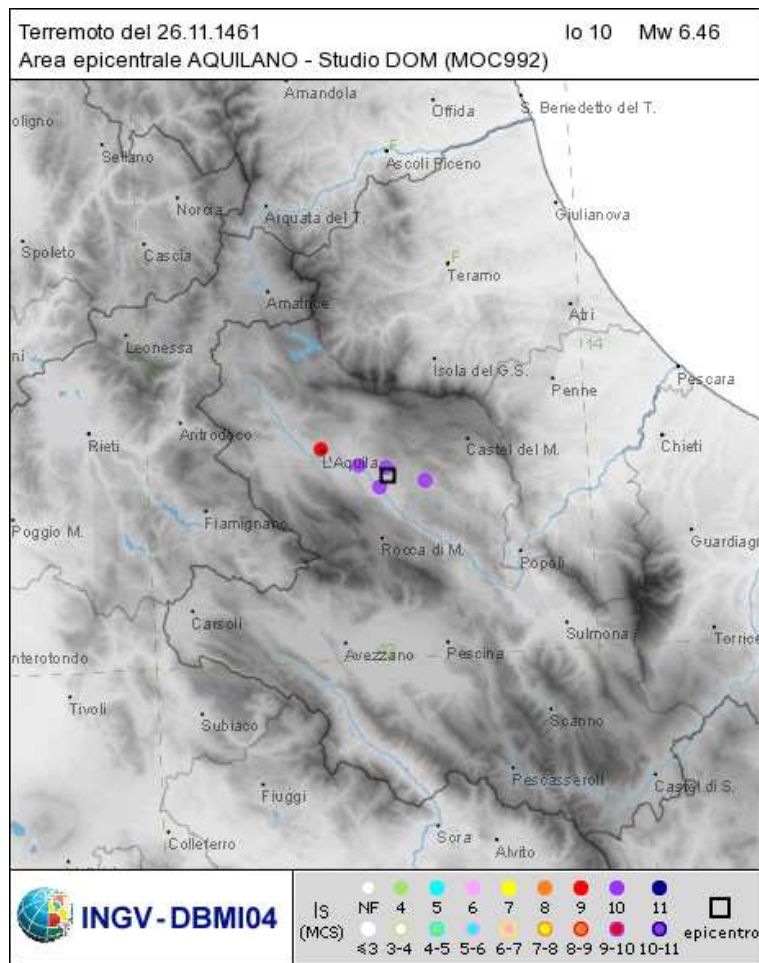 Terremoto del 26.11.1461 Io 10 Mw 6.46
Area epicentrale AQUILANO - Studio DOM (MOC992)
Amandola
Offida
S. Benedetto del T.
oligno
Sellano
F
Ascoli Piceno
Norcia
Arquata del T.
Giulianova
Spoleto
Cascia
F
Teramo
Amatrice
Atri
Leonessa
14
ni
Isola del G.S.
Penne
Pescara
Rieti
Antrodoco
Castel del M.
Chieti
L'Aquila
Poggio M.
Fiamignano
Rocca di M.
Popoli
Guardiagr
Carsoli
Sulmona
Torrice
Avezzano
Pescina
nterotondo
Tivoli
Subiaco
Scanno
Pescasseroli
Castel di S.
Fiuggi
Colleferro
Sora
Alvito
INGV-DBMI04
Is (MCS)
NF 4 5 6 7 8 9 10 11
≤3 3-4 4-5 5-6 6-7 7-8 8-9 9-10 10-11
epicentro